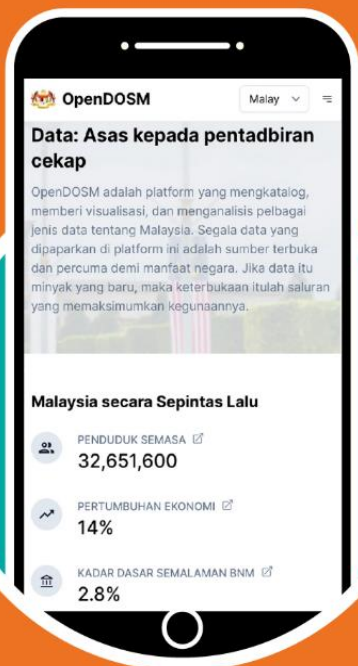 OpenDOSM
Malay
Data: Asas kepada pentadbiran
cekap
OpenDOSM adalah platform yang mengkatalog,
memberi visualisasi, dan menganalisis pelbagai
jenis data tentang Malaysia. Segala data yang
dipaparkan di platform ini adalah sumber terbuka
dan percuma demi manfaat negara. Jika data itu
minyak yang baru, maka keterbukaan itulah saluran
yang memaksimumkan kegunaannya.
Malaysia secara Sepintas Lalu
PENDUDUK SEMASA
32,651,600
PERTUMBUHAN EKONOMI
14%
KADAR DASAR SEMALAMAN BNM
2.8%